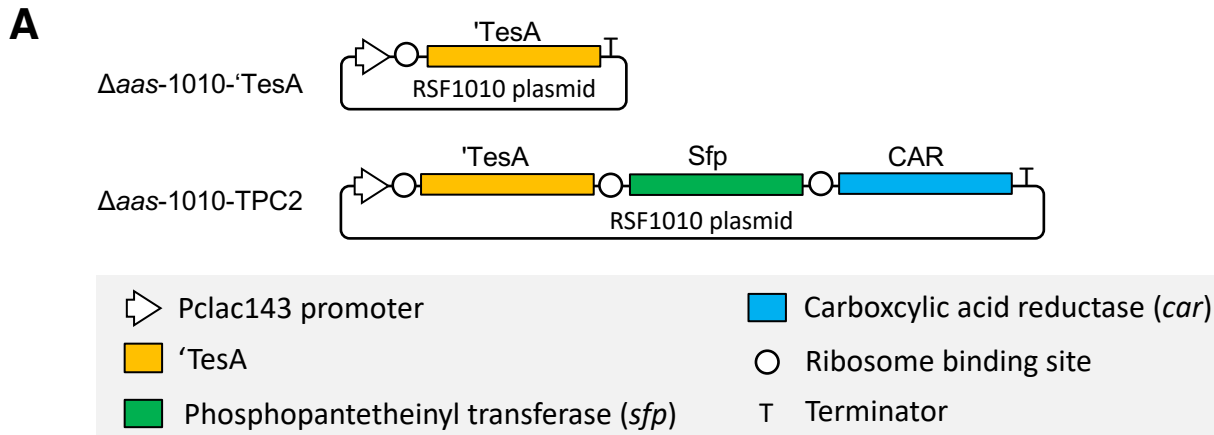 A
'TesA
T
Δaas-1010-‘TesA
RSF1010 plasmid
'TesA Sfp CAR
T
Δaas-1010-TPC2
RSF1010 plasmid
Pclac143 promoter
Carboxcylic acid reductase (car)
‘TesA
Ribosome binding site
Phosphopantetheinyl transferase (sfp)
T Terminator